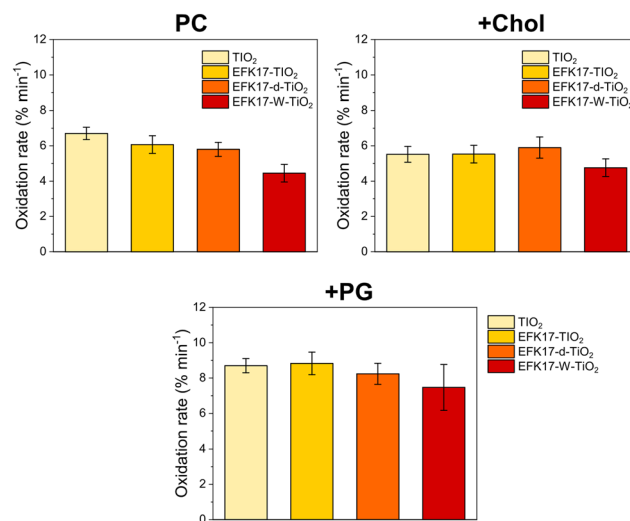 PC
12
10
8
6
4
2
0
Oxidation rate (% min⁻¹)
TIO₂
EFK17-TIO₂
EFK17-d-TiO₂
EFK17-W-TiO₂
+Chol
12
10
8
6
4
2
0
Oxidation rate (% min⁻¹)
TIO₂
EFK17-TIO₂
EFK17-d-TiO₂
EFK17-W-TiO₂
+PG
12
10
8
6
4
2
0
Oxidation rate (% min⁻¹)
TIO₂
EFK17-TIO₂
EFK17-d-TiO₂
EFK17-W-TiO₂